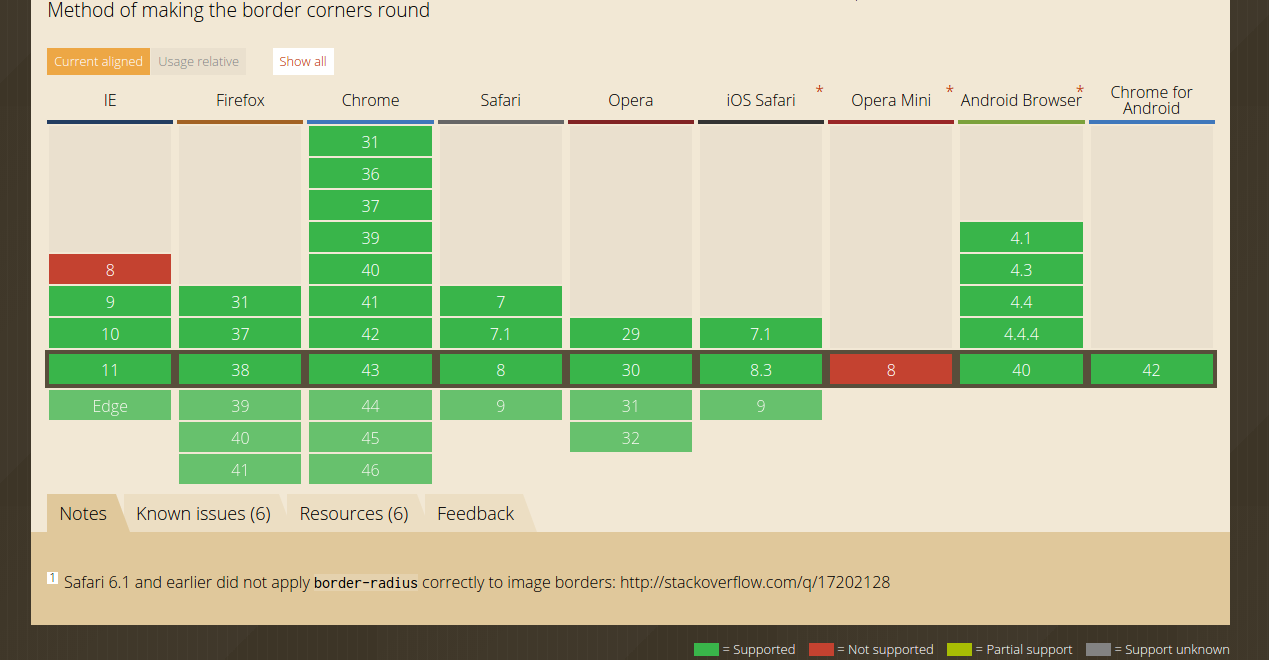 Method of making the border corners round
Current aligned Usage relative Show all
IE Firefox Chrome Safari Opera iOS Safari * Opera Mini * Android Browser * Chrome for Android
31
36
37
39 4.1
8 40 4.3
9 31 41 7 4.4
10 37 42 7.1 29 7.1 4.4.4
11 38 43 8 30 8.3 8 40 42
Edge 39 44 9 31 9
40 45 32
41 46
Notes Known issues (6) Resources (6) Feedback
1 Safari 6.1 and earlier did not apply border-radius correctly to image borders: http://stackoverflow.com/q/17202128
= Supported = Not supported = Partial support = Support unknown